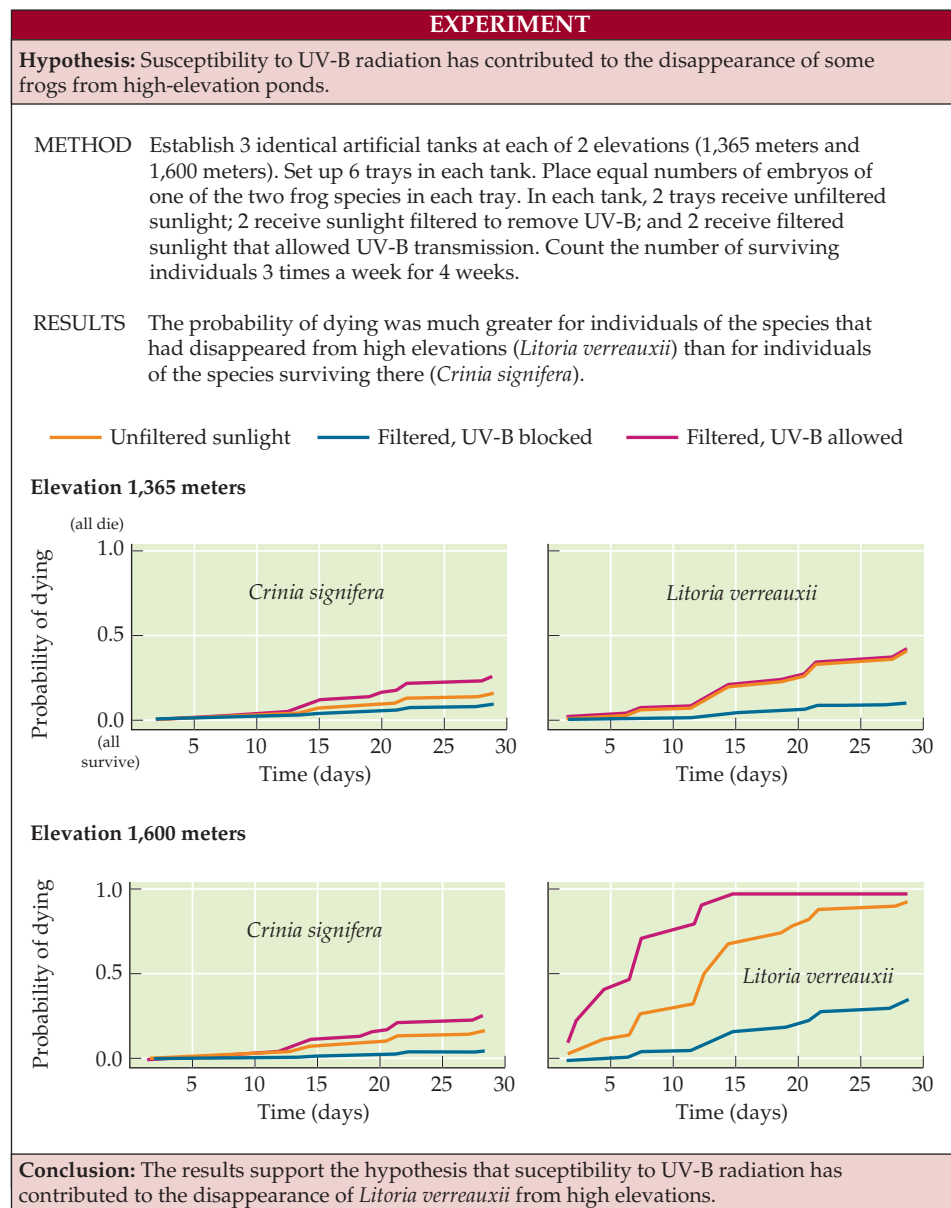 EXPERIMENT
Hypothesis: Susceptibility to UV-B radiation has contributed to the disappearance of some
frogs from high-elevation ponds.
METHOD Establish 3 identical artificial tanks at each of 2 elevations (1,365 meters and
1,600 meters). Set up 6 trays in each tank. Place equal numbers of embryos of
one of the two frog species in each tray. In each tank, 2 trays receive unfiltered
sunlight; 2 receive sunlight filtered to remove UV-B; and 2 receive filtered
sunlight that allowed UV-B transmission. Count the number of surviving
individuals 3 times a week for 4 weeks.
RESULTS The probability of dying was much greater for individuals of the species that
had disappeared from high elevations (Litoria verreauxii) than for individuals
of the species surviving there (Crinia signifera).
Unfiltered sunlight Filtered, UV-B blocked Filtered, UV-B allowed
Elevation 1,365 meters
(all die)
1.0
0.5
0.0
(all
survive)
Probability of dying
Crinia signifera
5 10 15 20 25 30
Time (days)
Litoria verreauxii
5 10 15 20 25 30
Time (days)
Elevation 1,600 meters
1.0
0.5
0.0
Probability of dying
Crinia signifera
5 10 15 20 25 30
Time (days)
Litoria verreauxii
5 10 15 20 25 30
Time (days)
Conclusion: The results support the hypothesis that suceptibility to UV-B radiation has
contributed to the disappearance of Litoria verreauxii from high elevations.